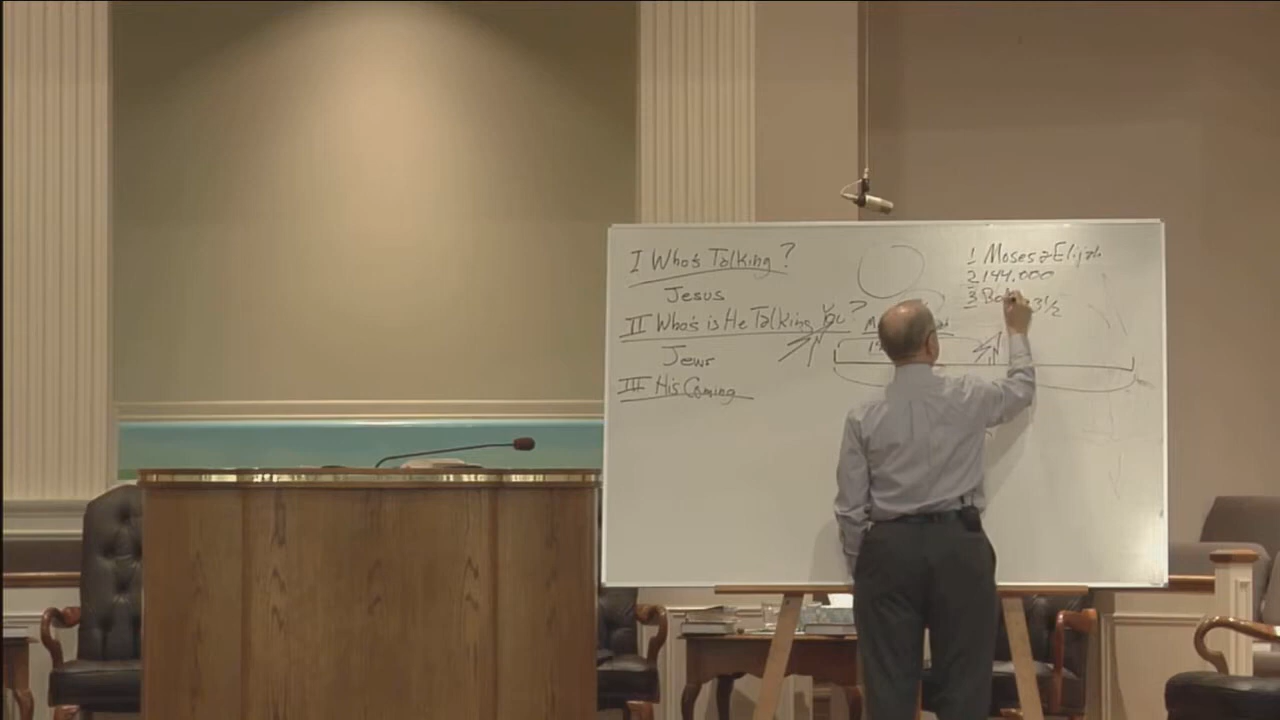 I Who's Talking?
Jesus
II Who's is He Talking to?
Jews
III His Coming
1 Moses & Elijah
2 144,000
3
3½